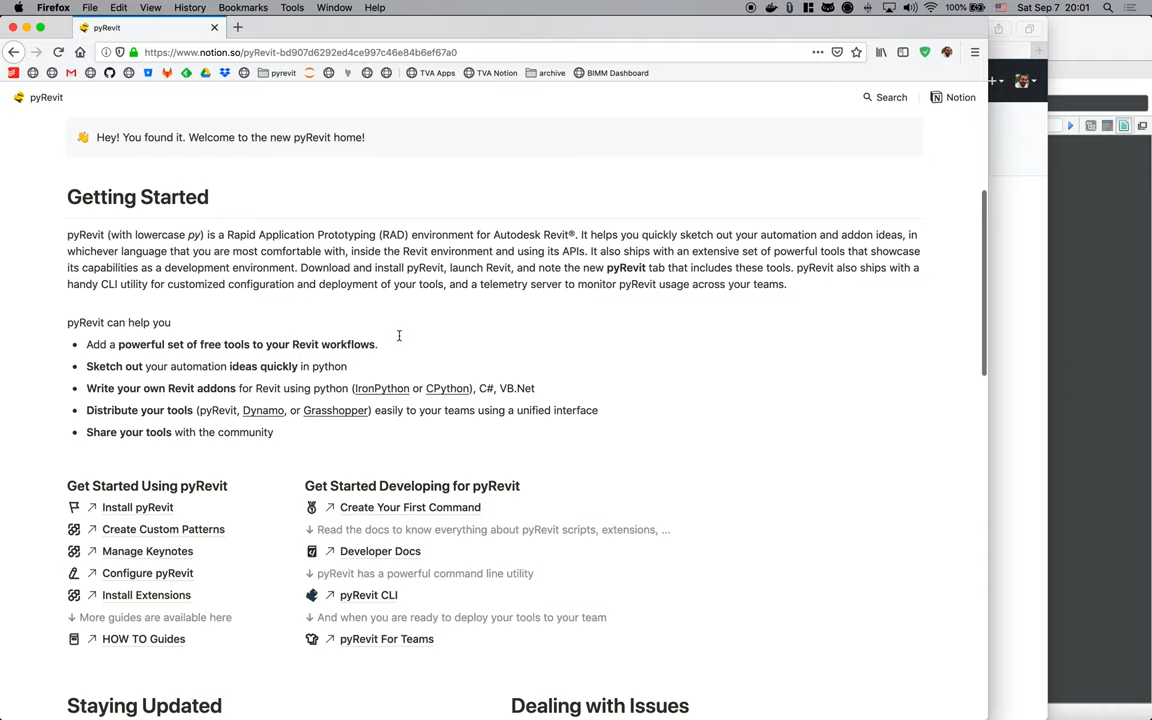 Firefox File Edit View History Bookmarks Tools Window Help 100% Sat Sep 7 20:01
pyRevit
https://www.notion.so/pyRevit-bd907d6292ed4ce997c46e84b6ef67a0
pyrevit TVA Apps TVA Notion archive BIMM Dashboard
pyRevit Search Notion
Hey! You found it. Welcome to the new pyRevit home!
Getting Started
pyRevit (with lowercase py) is a Rapid Application Prototyping (RAD) environment for Autodesk Revit®. It helps you quickly sketch out your automation and addon ideas, in
whichever language that you are most comfortable with, inside the Revit environment and using its APIs. It also ships with an extensive set of powerful tools that showcase
its capabilities as a development environment. Download and install pyRevit, launch Revit, and note the new pyRevit tab that includes these tools. pyRevit also ships with a
handy CLI utility for customized configuration and deployment of your tools, and a telemetry server to monitor pyRevit usage across your teams.
pyRevit can help you
• Add a powerful set of free tools to your Revit workflows.
• Sketch out your automation ideas quickly in python
• Write your own Revit addons for Revit using python (IronPython or CPython), C#, VB.Net
• Distribute your tools (pyRevit, Dynamo, or Grasshopper) easily to your teams using a unified interface
• Share your tools with the community
Get Started Using pyRevit
↗ Install pyRevit
↗ Create Custom Patterns
↗ Manage Keynotes
↗ Configure pyRevit
↗ Install Extensions
↓ More guides are available here
↗ HOW TO Guides
Get Started Developing for pyRevit
↗ Create Your First Command
↓ Read the docs to know everything about pyRevit scripts, extensions, ...
↗ Developer Docs
↓ pyRevit has a powerful command line utility
↗ pyRevit CLI
↓ And when you are ready to deploy your tools to your team
↗ pyRevit For Teams
Staying Updated
Dealing with Issues